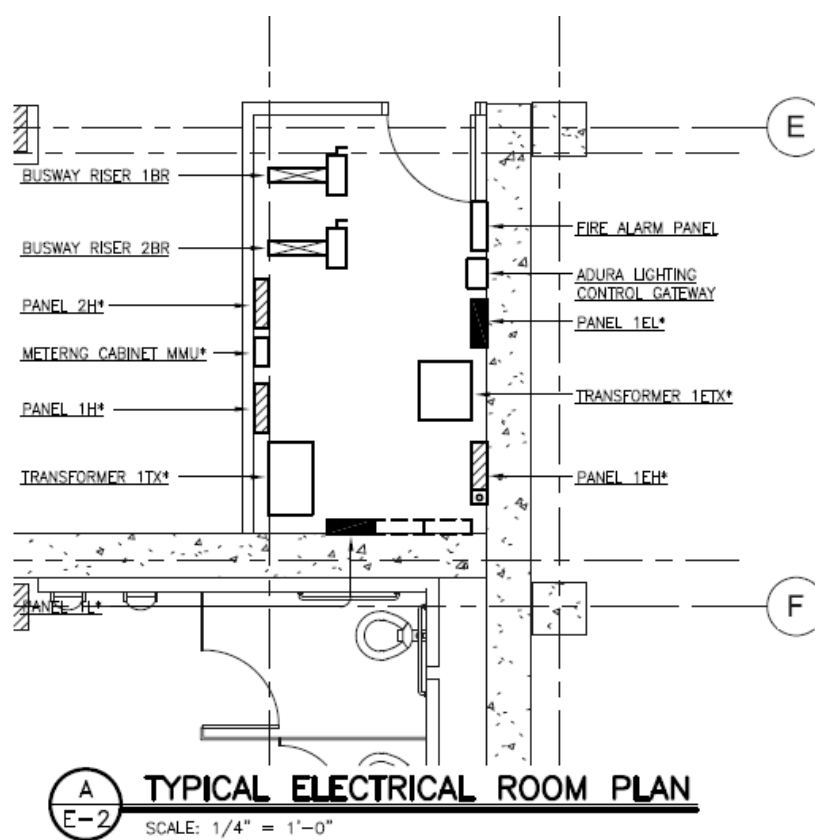 E
BUSWAY RISER 1BR
BUSWAY RISER 2BR
PANEL 2H*
METERNG CABINET MMU*
PANEL 1H*
TRANSFORMER 1TX*
PANEL 1L*
FIRE ALARM PANEL
ADURA LIGHTING
CONTROL GATEWAY
PANEL 1EL*
TRANSFORMER 1ETX*
PANEL 1EH*
F
A
E-2
TYPICAL ELECTRICAL ROOM PLAN
SCALE: 1/4" = 1'-0"